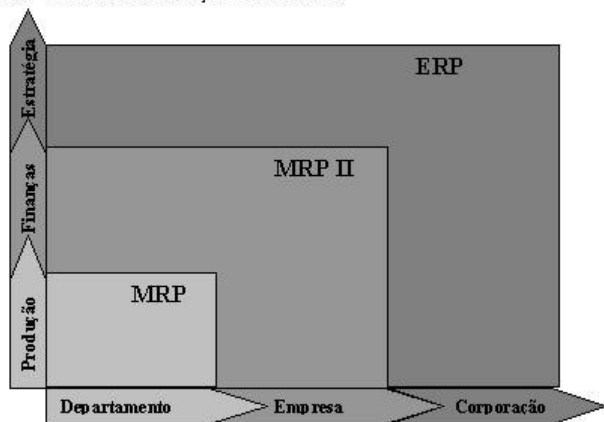 ERP
Estratégia
MRP II
Finanças
MRP
Produção
Departamento
Empresa
Corporação